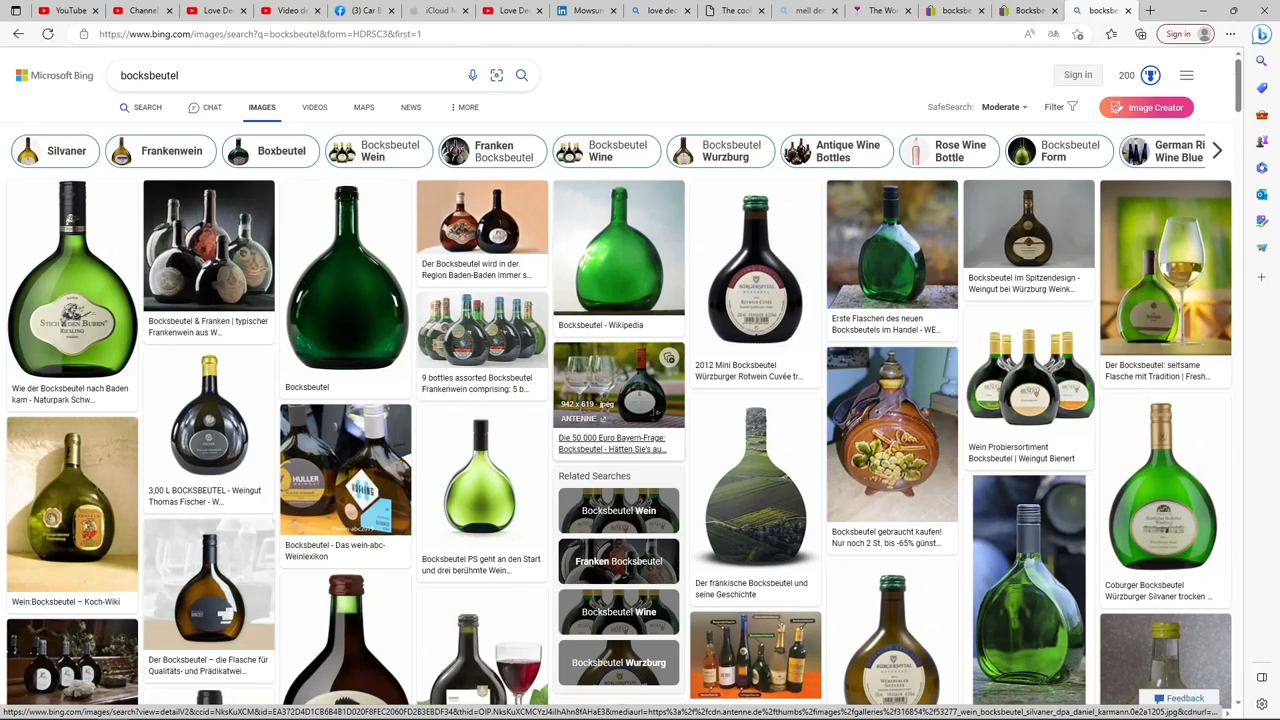 YouTube
Channel
Love De
Video de
(3) Car B
iCloud M
Love De
Mowsun
love dec
The cool
mell dec
The Wo
bocksbe
Bocksbe
bocksbe
https://www.bing.com/images/search?q=bocksbeutel&form=HDRSC3&first=1
Sign in
Microsoft Bing
bocksbeutel
Sign in
200
SEARCH
CHAT
IMAGES
VIDEOS
MAPS
NEWS
MORE
SafeSearch: Moderate
Filter
Image Creator
Silvaner
Frankenwein
Boxbeutel
Bocksbeutel
Wein
Franken
Bocksbeutel
Bocksbeutel
Wine
Bocksbeutel
Wurzburg
Antique Wine
Bottles
Rose Wine
Bottle
Bocksbeutel
Form
German Ri
Wine Blue
STICH DEN BUBEN
RIESLING
Wie der Bocksbeutel nach Baden
kam - Naturpark Schw...
Wein:Bocksbeutel – Koch-Wiki
Bocksbeutel & Franken | typischer
Frankenwein aus W...
3,00 L BOCKSBEUTEL - Weingut
Thomas Fischer - W...
Der Bocksbeutel – die Flasche für
Qualitäts- und Prädikatwei...
Bocksbeutel
HULLER
Bocksbeutel - Das wein-abc-
Weinlexikon
Der Bocksbeutel wird in der
Region Baden-Baden immer s...
9 bottles assorted Bocksbeutel
Frankenwein comprising: 5 b...
Bocksbeutel PS geht an den Start
und drei berühmte Wein...
Bocksbeutel - Wikipedia
942 x 619 · jpeg
ANTENNE
Die 50.000 Euro Bayern-Frage:
Bocksbeutel - Hätten Sie's au...
Related Searches
Bocksbeutel Wein
Franken Bocksbeutel
Bocksbeutel Wine
Bocksbeutel Wurzburg
BÜRGERSPITAL
2012 Mini Bocksbeutel
Würzburger Rotwein Cuvée tr...
Der fränkische Bocksbeutel und
seine Geschichte
Erste Flaschen des neuen
Bocksbeutels im Handel - WE...
Bocksbeutel gebraucht kaufen!
Nur noch 2 St. bis -65% günst...
BÜRGERSPITAL
Bocksbeutel im Spitzendesign -
Weingut bei Würzburg Weink...
Wein Probiersortiment
Bocksbeutel | Weingut Bienert
Der Bocksbeutel: seltsame
Flasche mit Tradition | Fresh...
Coburger Bocksbeutel
Würzburger Silvaner trocken ...
Feedback